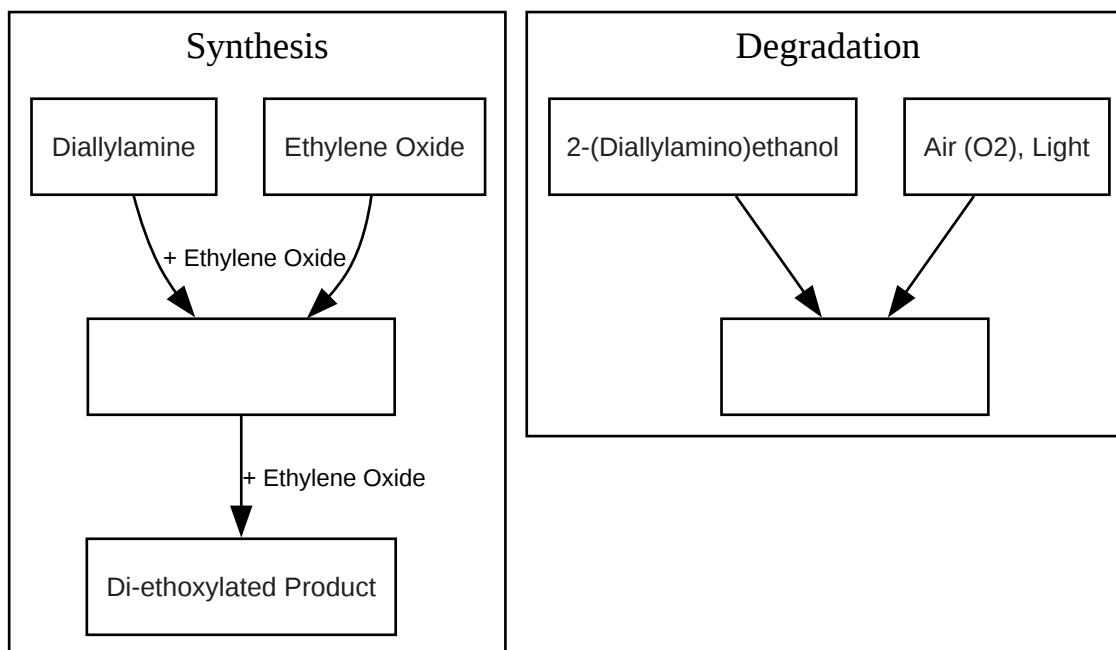 Synthesis
Diallylamine
Ethylene Oxide
+ Ethylene Oxide
+ Ethylene Oxide
Di-ethoxylated Product
Degradation
2-(Diallylamino)ethanol
Air (O2), Light